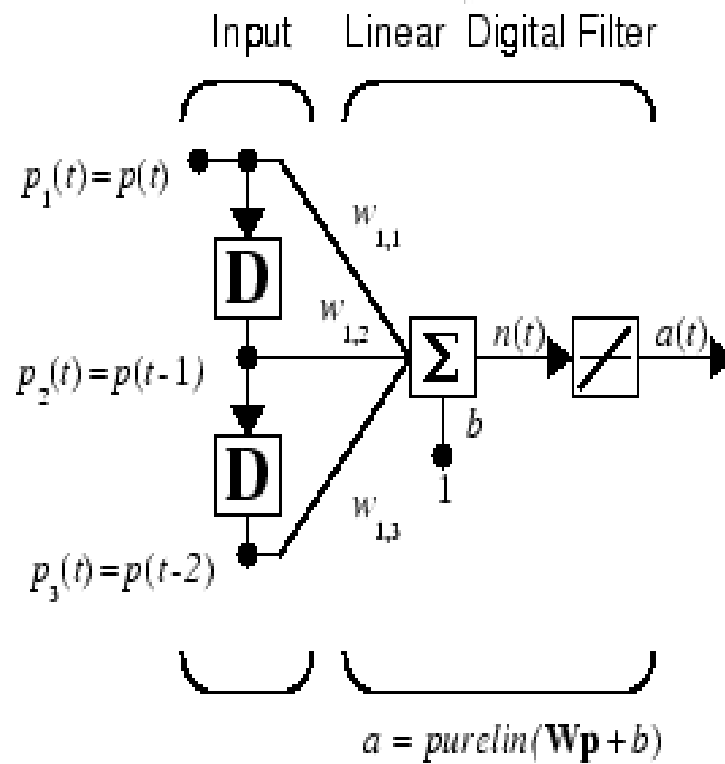 Input Linear Digital Filter
p₁(t)=p(t)
w₁,₁
D
w₁,₂
n(t) a(t)
Σ
p₂(t)=p(t-1)
b
D
1
w₁,₃
p₃(t)=p(t-2)
a = purelin(Wp+b)